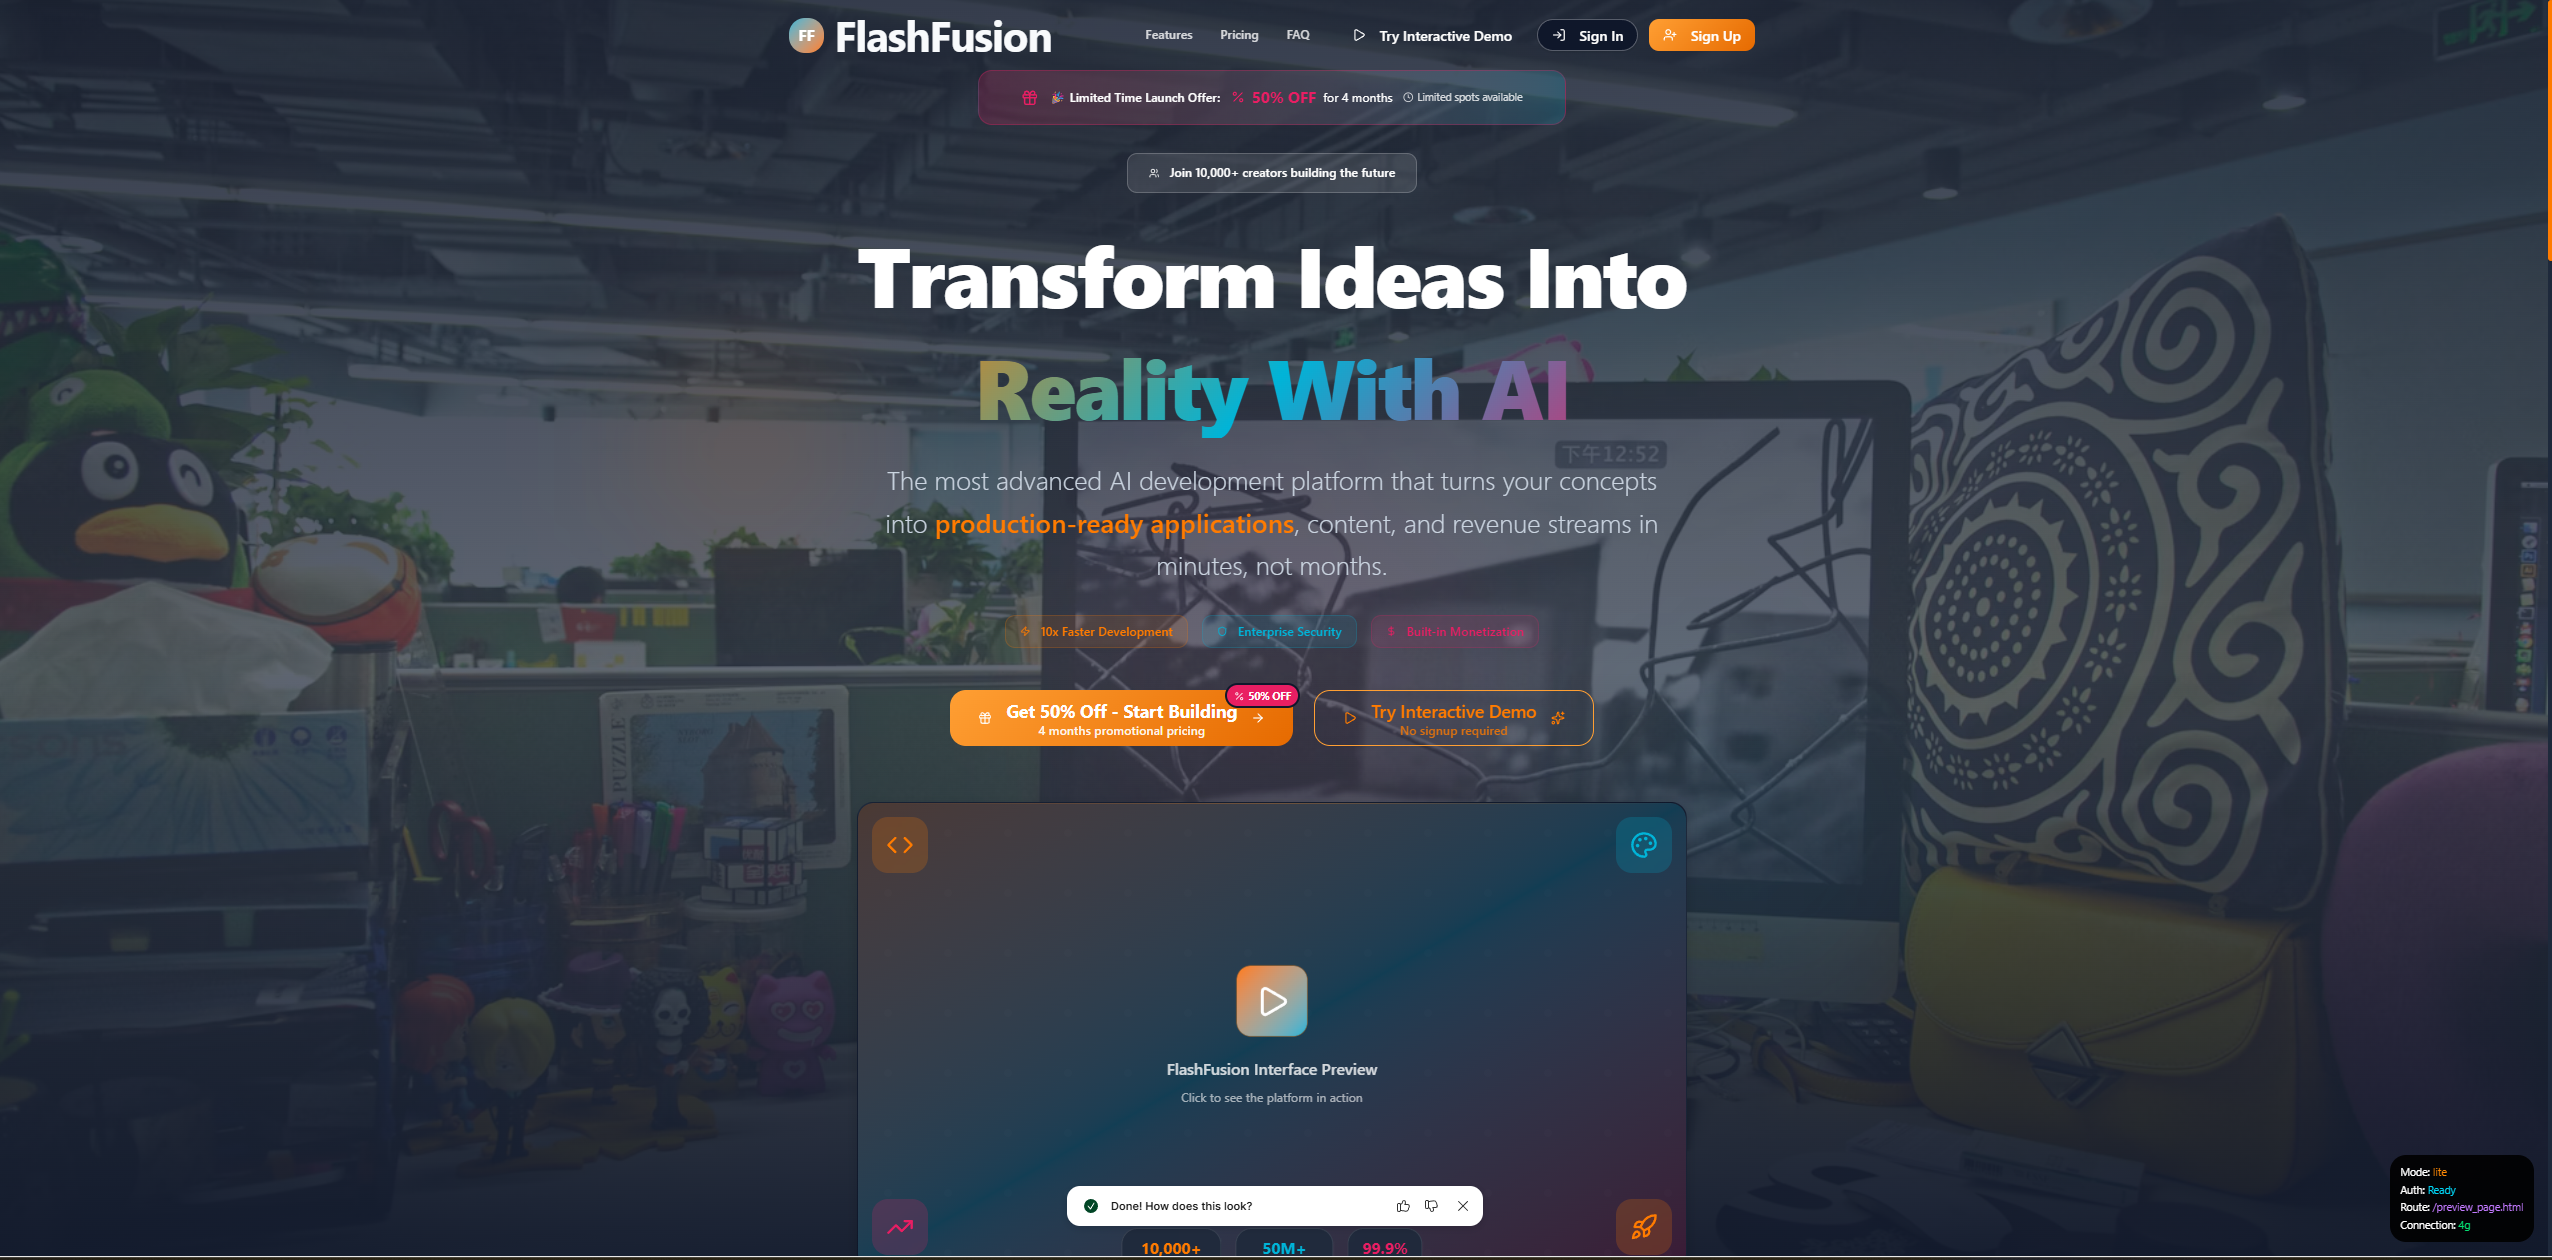 FF FlashFusion
Features Pricing FAQ Try Interactive Demo Sign In Sign Up
Limited Time Launch Offer: % 50% OFF for 4 months Limited spots available
Join 10,000+ creators building the future
Transform Ideas Into
Reality With AI
下午12:52
The most advanced AI development platform that turns your concepts
into production-ready applications, content, and revenue streams in
minutes, not months.
10x Faster Development Enterprise Security Built-in Monetization
% 50% OFF
Get 50% Off - Start Building
4 months promotional pricing
Try Interactive Demo
No signup required
PUZZLE
FlashFusion Interface Preview
Click to see the platform in action
Done! How does this look?
10,000+ 50M+ 99.9%
Mode: lite
Auth: Ready
Route: /preview_page.html
Connection: 4g